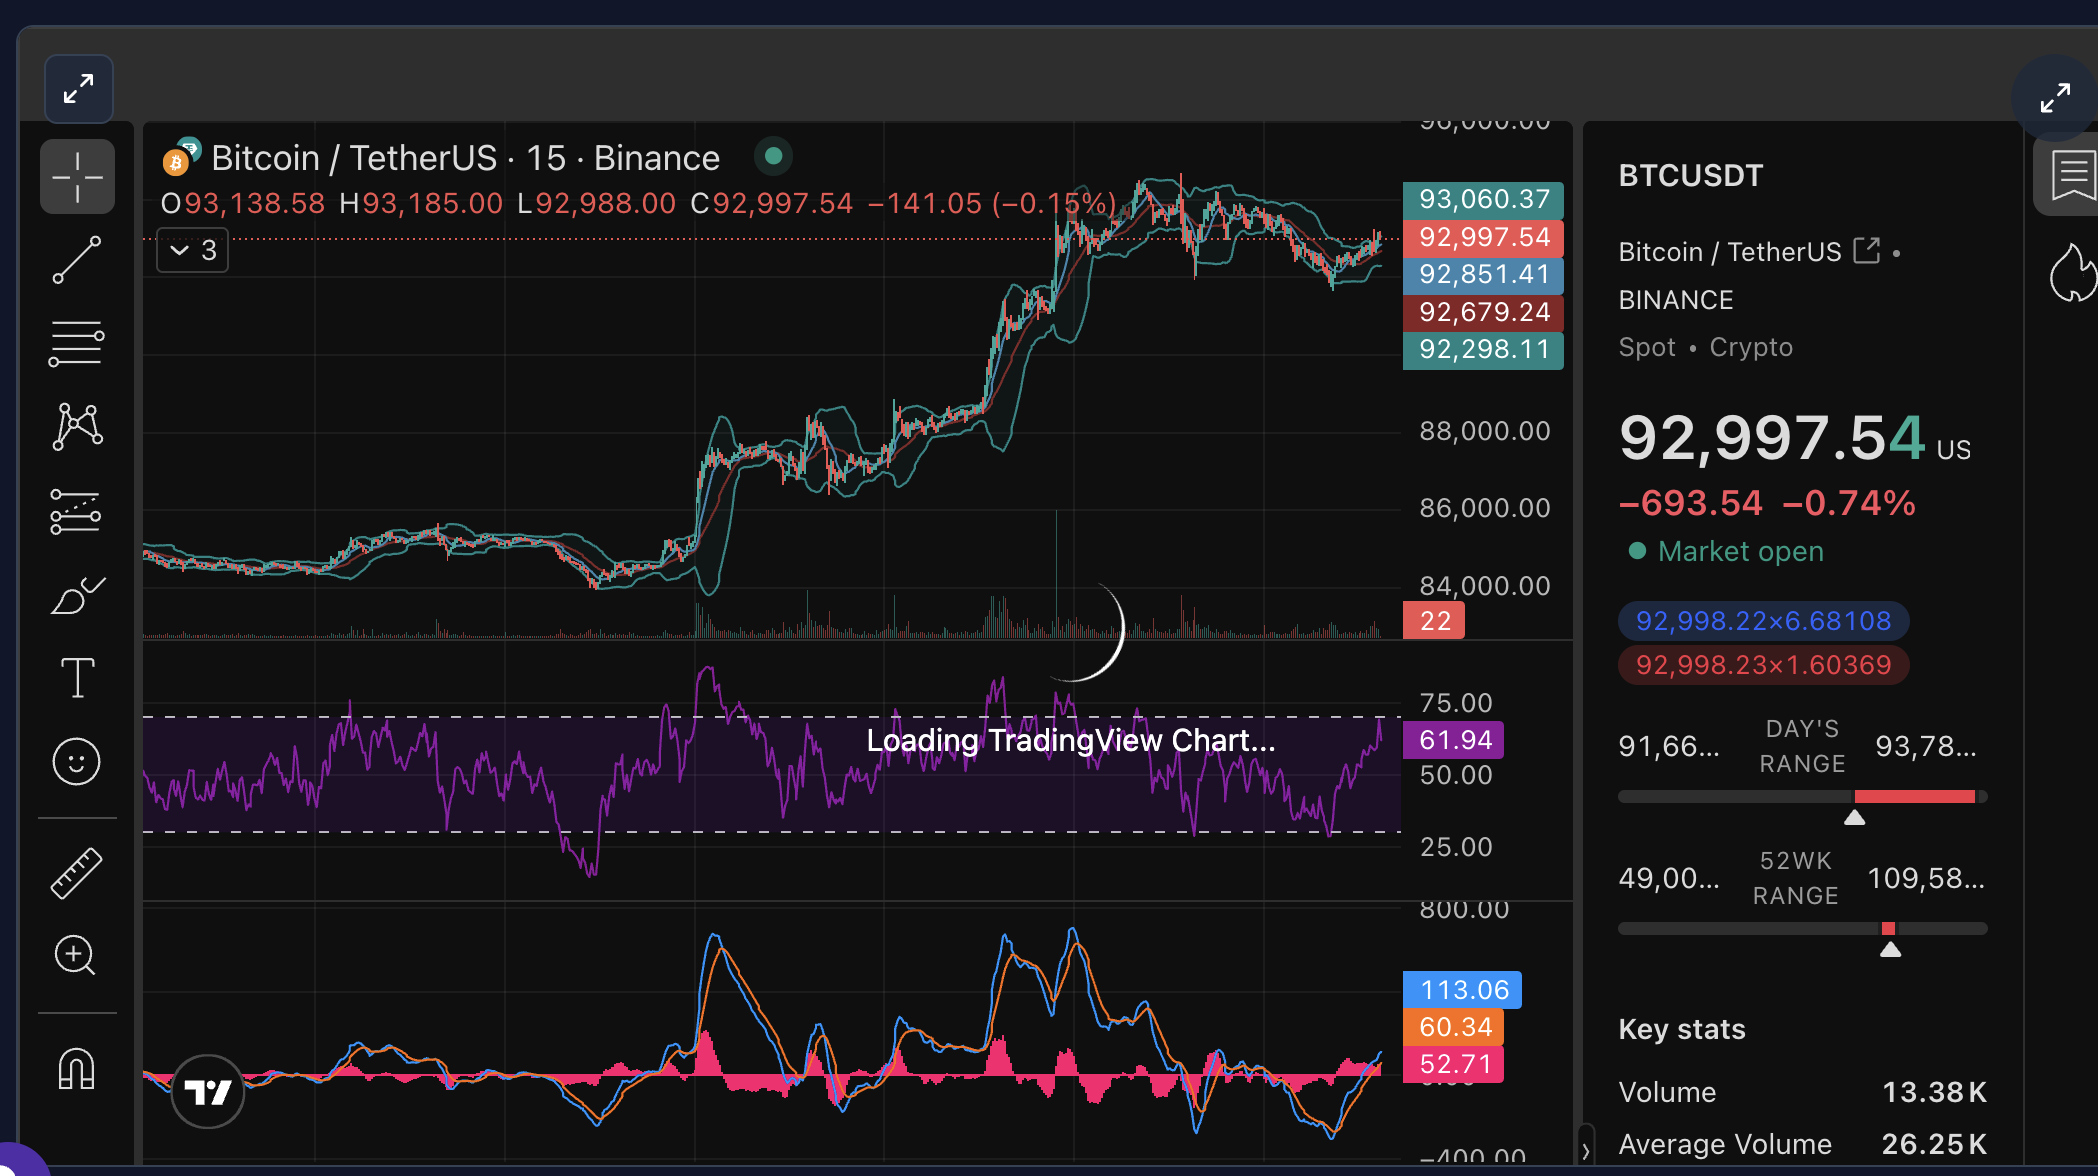 Bitcoin / TetherUS · 15 · Binance
O93,138.58 H93,185.00 L92,988.00 C92,997.54 −141.05 (−0.15%)
3
93,060.37
92,997.54
92,851.41
92,679.24
92,298.11
88,000.00
86,000.00
84,000.00
22
75.00
Loading TradingView Chart...
61.94
50.00
25.00
800.00
113.06
60.34
52.71
−400.00
BTCUSDT
Bitcoin / TetherUS •
BINANCE
Spot • Crypto
92,997.54 US
−693.54 −0.74%
Market open
92,998.22×6.68108
92,998.23×1.60369
91,66... DAY'S RANGE 93,78...
49,00... 52WK RANGE 109,58...
Key stats
Volume 13.38K
Average Volume 26.25K